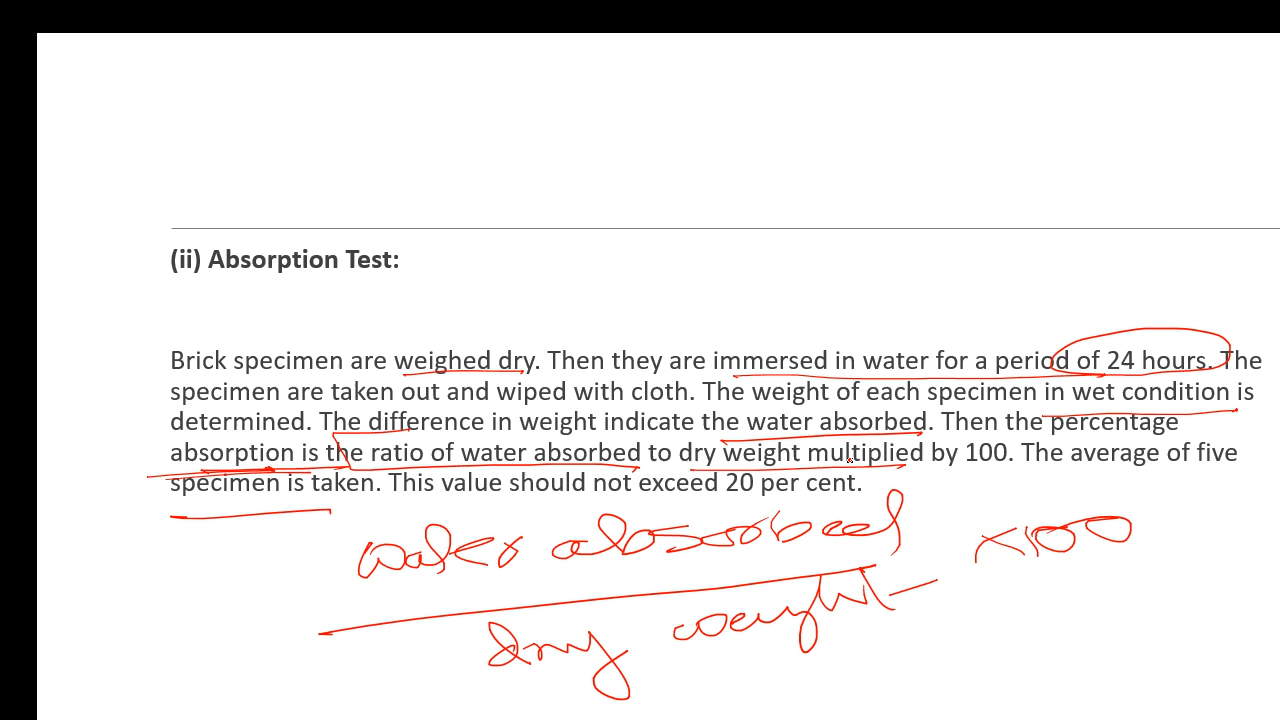 (ii) Absorption Test:
Brick specimen are weighed dry. Then they are immersed in water for a period of 24 hours. The
specimen are taken out and wiped with cloth. The weight of each specimen in wet condition is
determined. The difference in weight indicate the water absorbed. Then the percentage
absorption is the ratio of water absorbed to dry weight multiplied by 100. The average of five
specimen is taken. This value should not exceed 20 per cent.
water absorbed ×100
dry weight